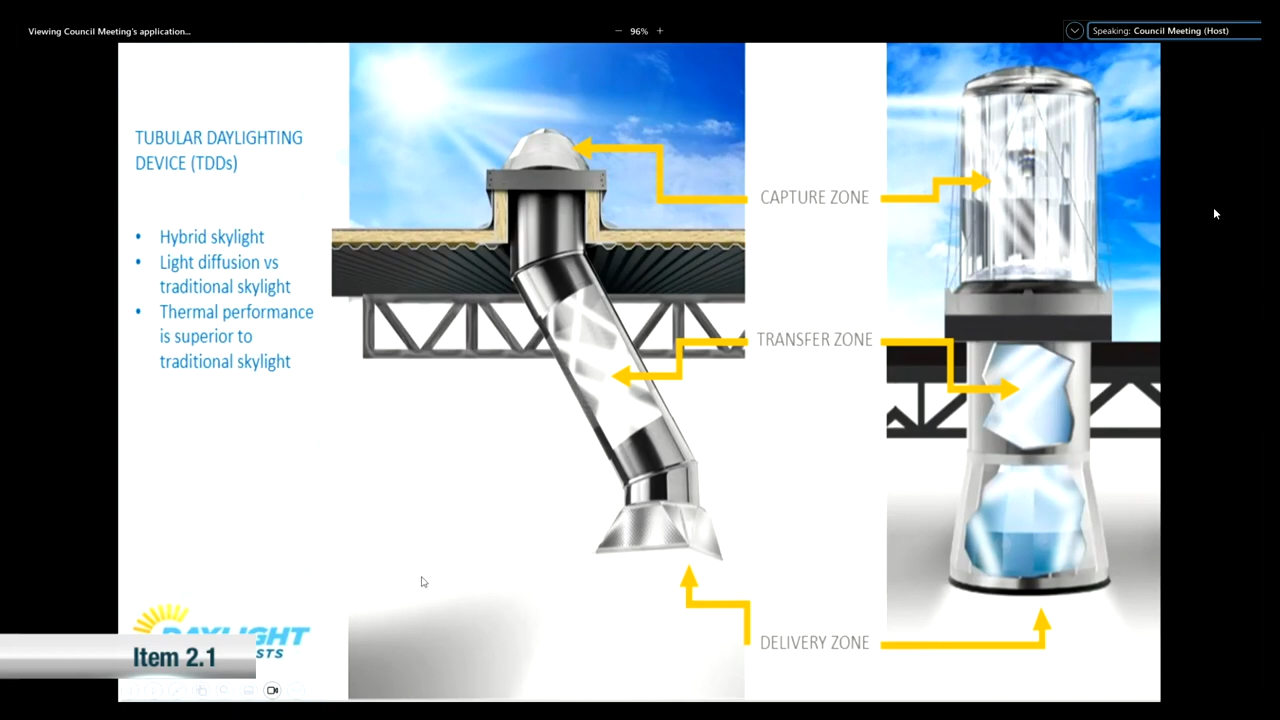 Viewing Council Meeting's application...
− 96% +
Speaking: Council Meeting (Host)
TUBULAR DAYLIGHTING
DEVICE (TDDs)
• Hybrid skylight
• Light diffusion vs
traditional skylight
• Thermal performance
is superior to
traditional skylight
CAPTURE ZONE
TRANSFER ZONE
DELIVERY ZONE
Item 2.1